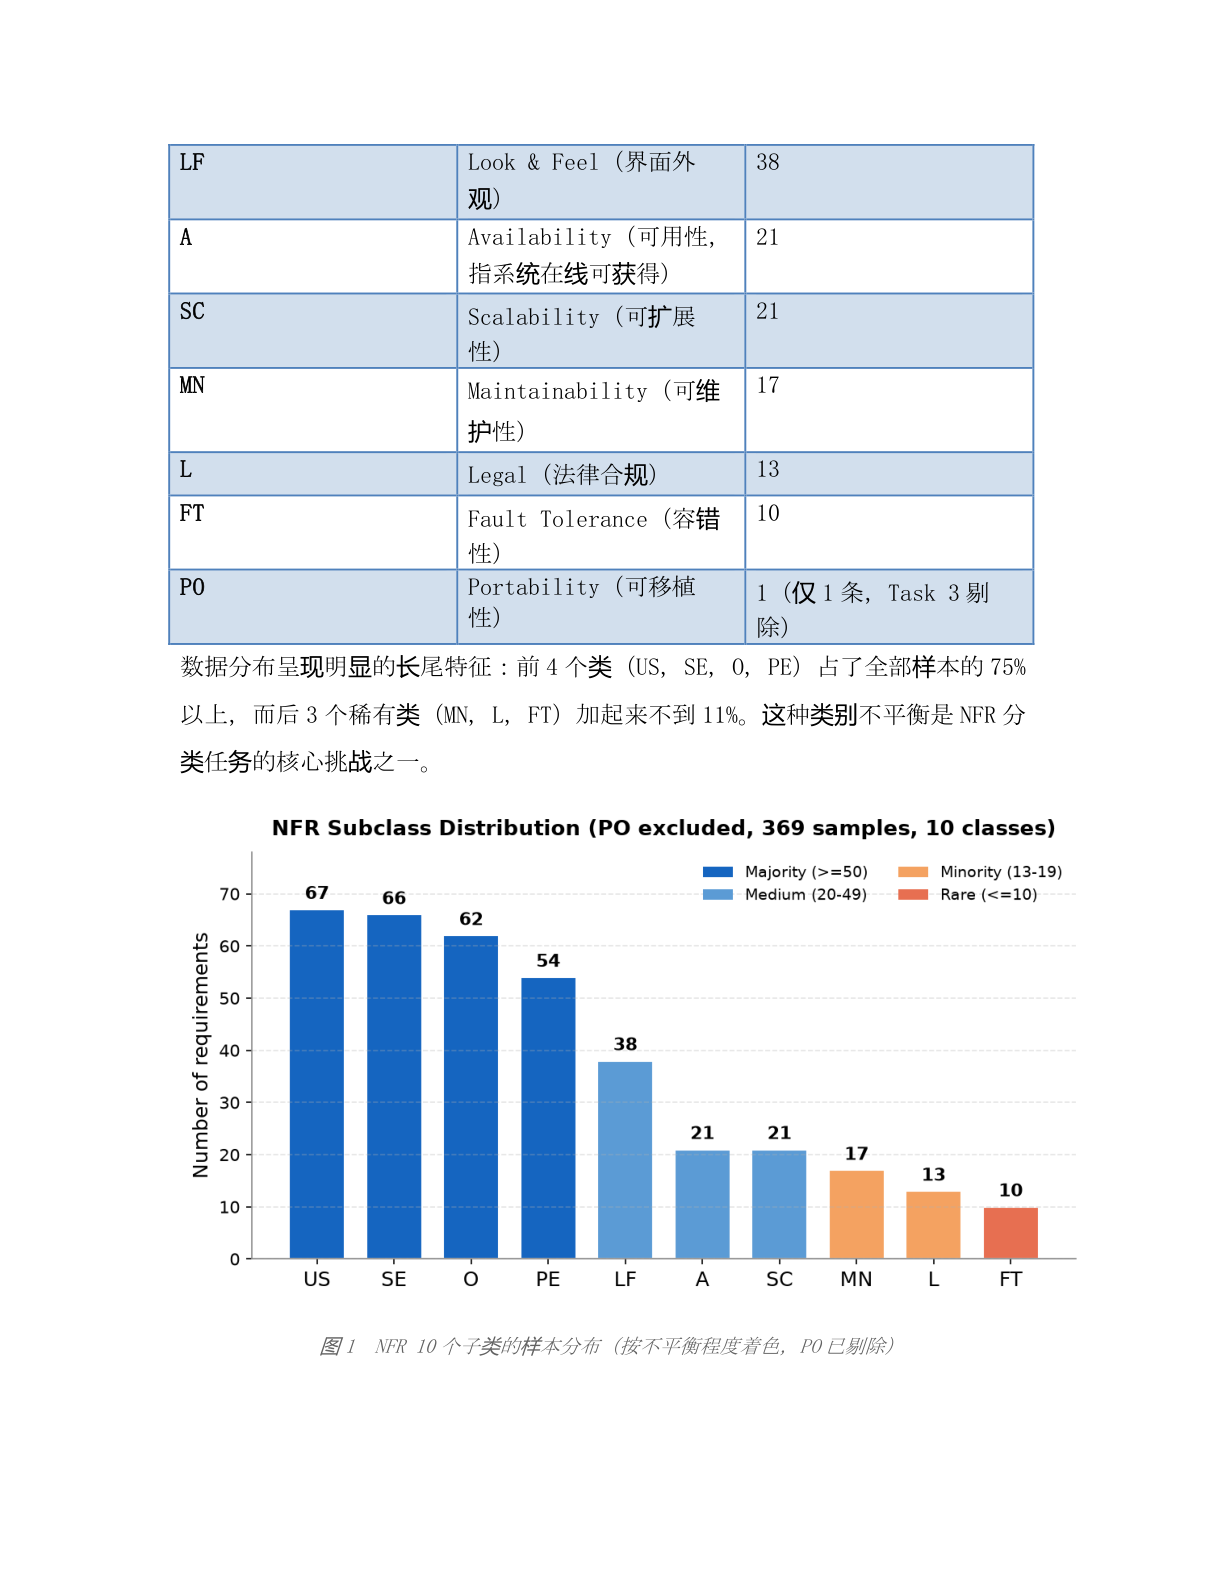 LF Look & Feel（界面外观） 38
A Availability（可用性，指系统在线可获得） 21
SC Scalability（可扩展性） 21
MN Maintainability（可维护性） 17
L Legal（法律合规） 13
FT Fault Tolerance（容错性） 10
PO Portability（可移植性） 1（仅 1 条，Task 3 剔除）
数据分布呈现明显的长尾特征：前 4 个类（US, SE, O, PE）占了全部样本的 75%
以上，而后 3 个稀有类（MN, L, FT）加起来不到 11%。这种类别不平衡是 NFR 分
类任务的核心挑战之一。
NFR Subclass Distribution (PO excluded, 369 samples, 10 classes)
Majority (>=50) Minority (13-19)
Medium (20-49) Rare (<=10)
Number of requirements
70
60
50
40
30
20
10
0
67 66 62 54 38 21 21 17 13 10
US SE O PE LF A SC MN L FT
图 1 NFR 10 个子类的样本分布（按不平衡程度着色，PO 已剔除）